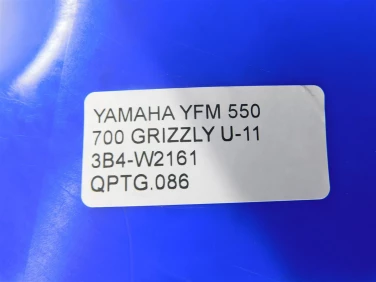 YAMAHA YFM 550
700 GRIZZLY U-11
3B4-W2161
QPTG.086